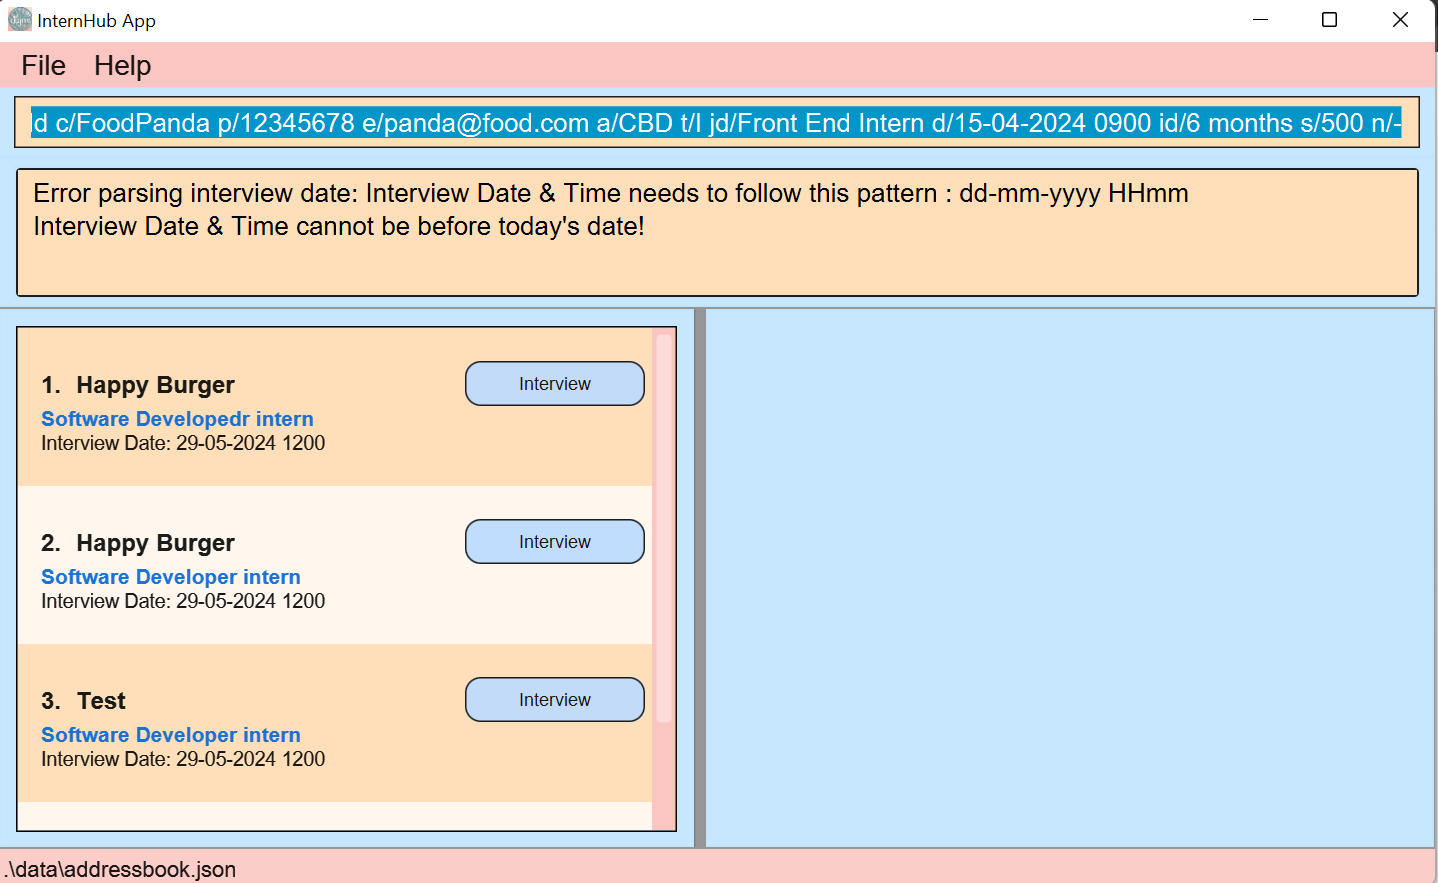 InternHub App
File Help
d c/FoodPanda p/12345678 e/panda@food.com a/CBD t/I jd/Front End Intern d/15-04-2024 0900 id/6 months s/500 n/-
Error parsing interview date: Interview Date & Time needs to follow this pattern : dd-mm-yyyy HHmm
Interview Date & Time cannot be before today's date!
1. Happy Burger
Interview
Software Developedr intern
Interview Date: 29-05-2024 1200
2. Happy Burger
Interview
Software Developer intern
Interview Date: 29-05-2024 1200
3. Test
Interview
Software Developer intern
Interview Date: 29-05-2024 1200
.\data\addressbook.json